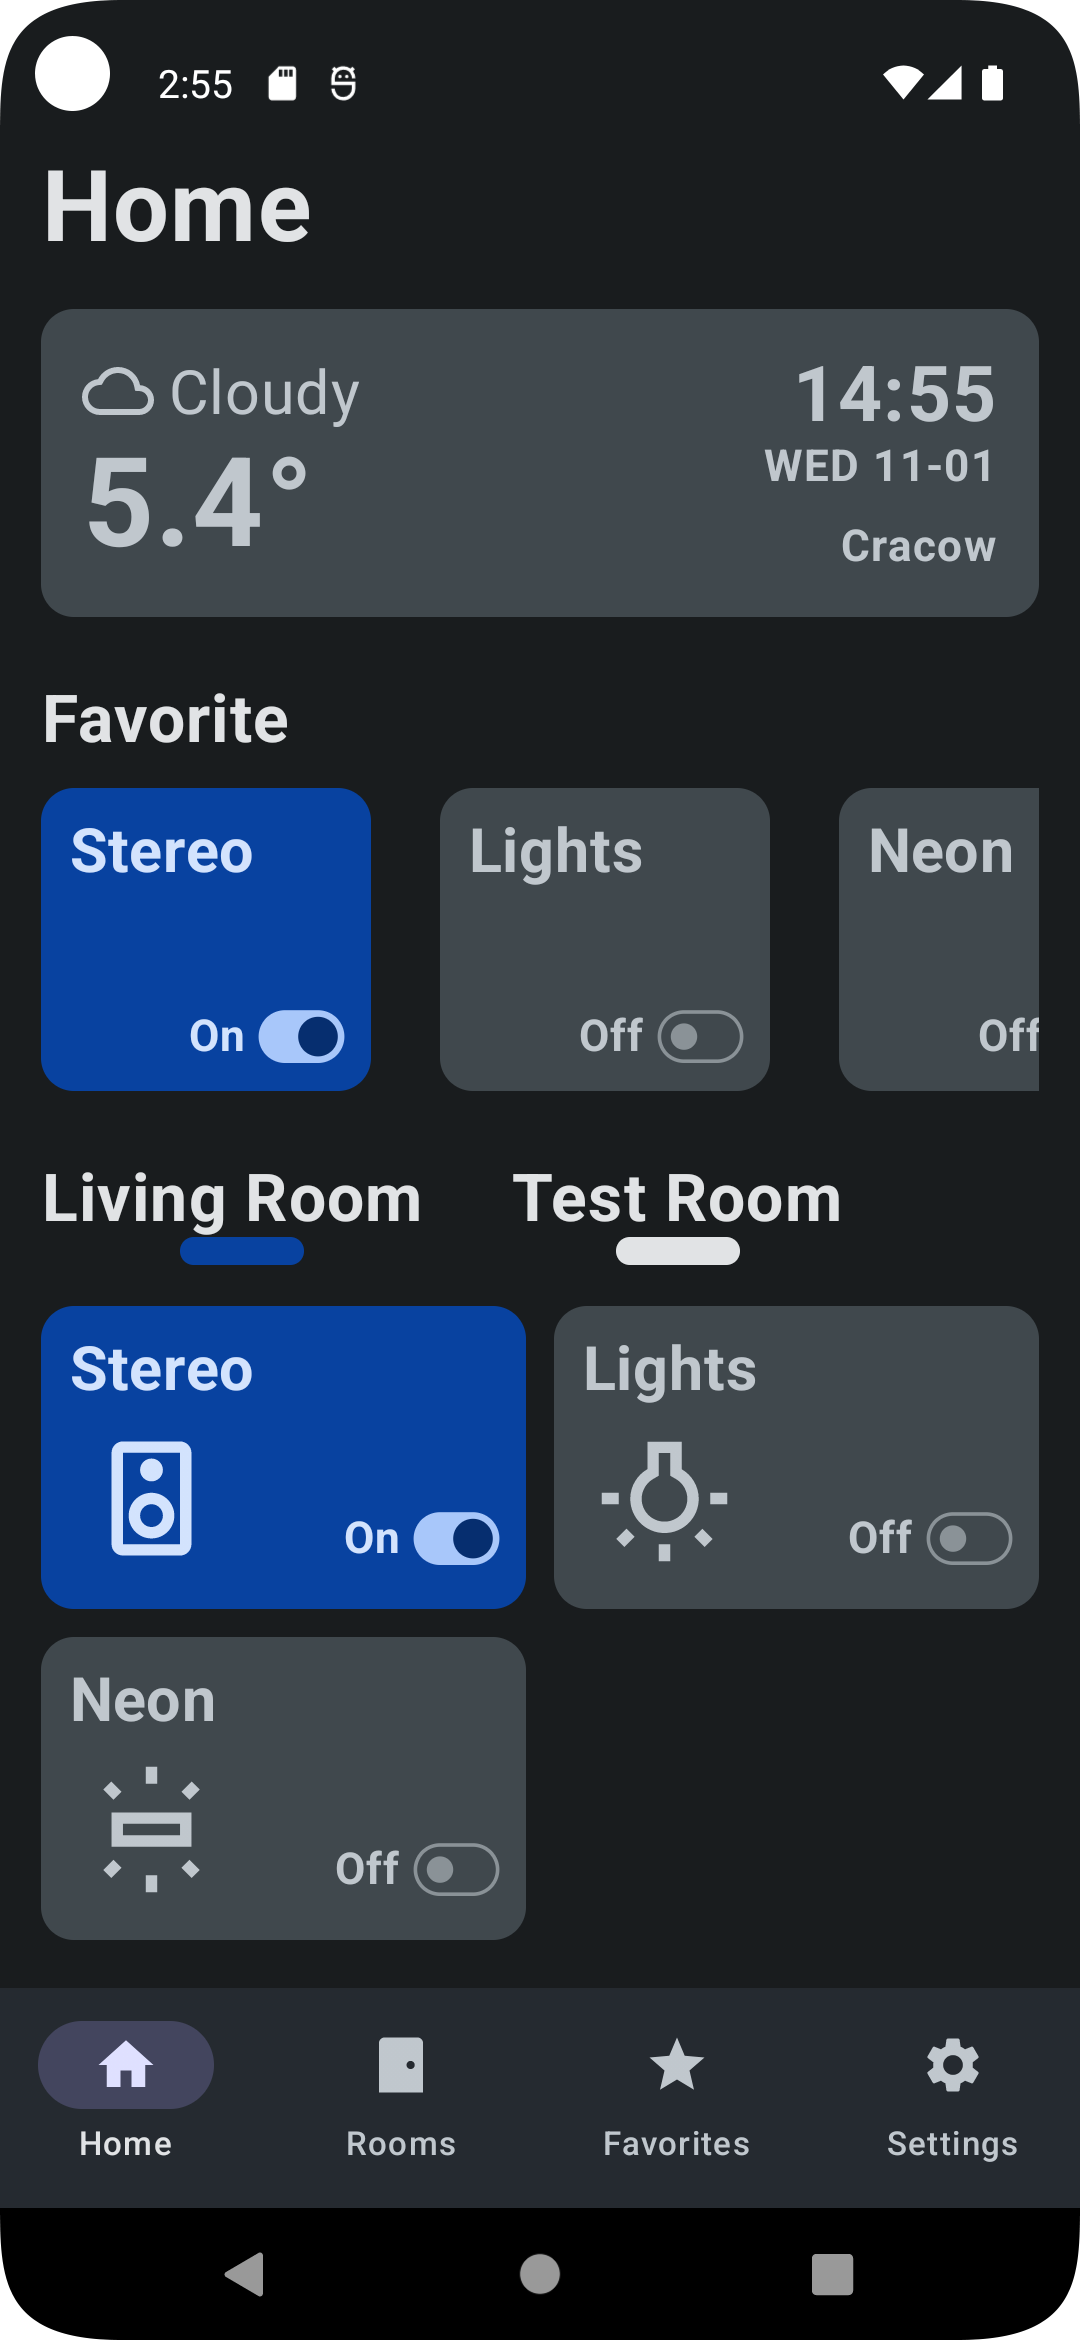 2:55
Home
Cloudy
5.4°
14:55
WED 11-01
Cracow
Favorite
Stereo
On
Lights
Off
Neon
Off
Living Room
Test Room
Stereo
On
Lights
Off
Neon
Off
Home
Rooms
Favorites
Settings